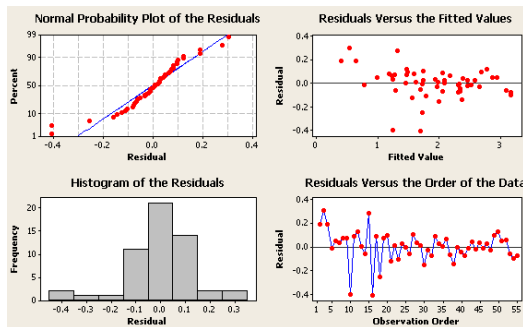 Normal Probability Plot of the Residuals
99
90
50
10
1
Percent
-0.4 -0.2 0.0 0.2 0.4
Residual
Residuals Versus the Fitted Values
0.4
0.2
0.0
-0.2
-0.4
Residual
0 1 2 3
Fitted Value
Histogram of the Residuals
20
15
10
5
0
Frequency
-0.4 -0.3 -0.2 -0.1 0.0 0.1 0.2 0.3
Residual
Residuals Versus the Order of the Data
0.4
0.2
0.0
-0.2
-0.4
Residual
1 5 10 15 20 25 30 35 40 45 50 55
Observation Order